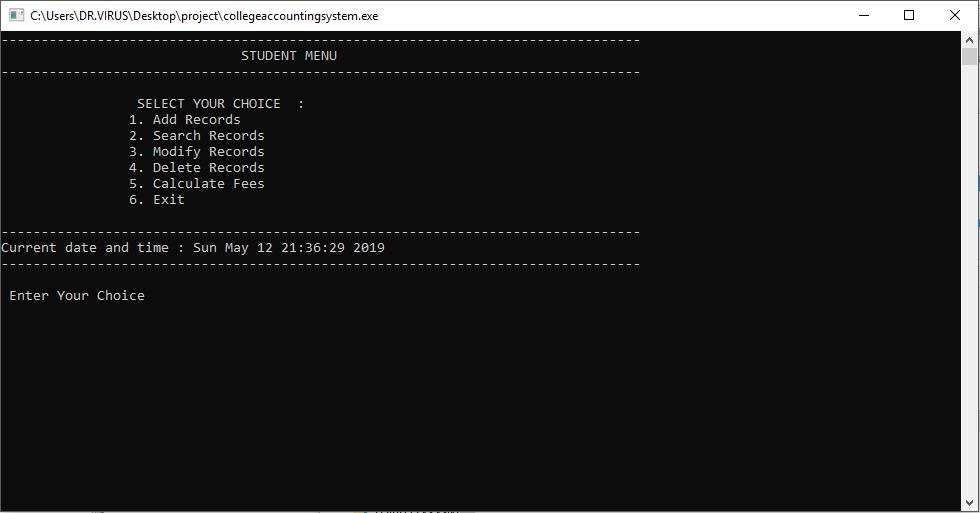 C:\Users\DR.VIRUS\Desktop\project\collegeaccountingsystem.exe
--------------------------------------------------------------------------------
STUDENT MENU
--------------------------------------------------------------------------------
SELECT YOUR CHOICE  :
1. Add Records
2. Search Records
3. Modify Records
4. Delete Records
5. Calculate Fees
6. Exit
--------------------------------------------------------------------------------
Current date and time : Sun May 12 21:36:29 2019
--------------------------------------------------------------------------------
Enter Your Choice